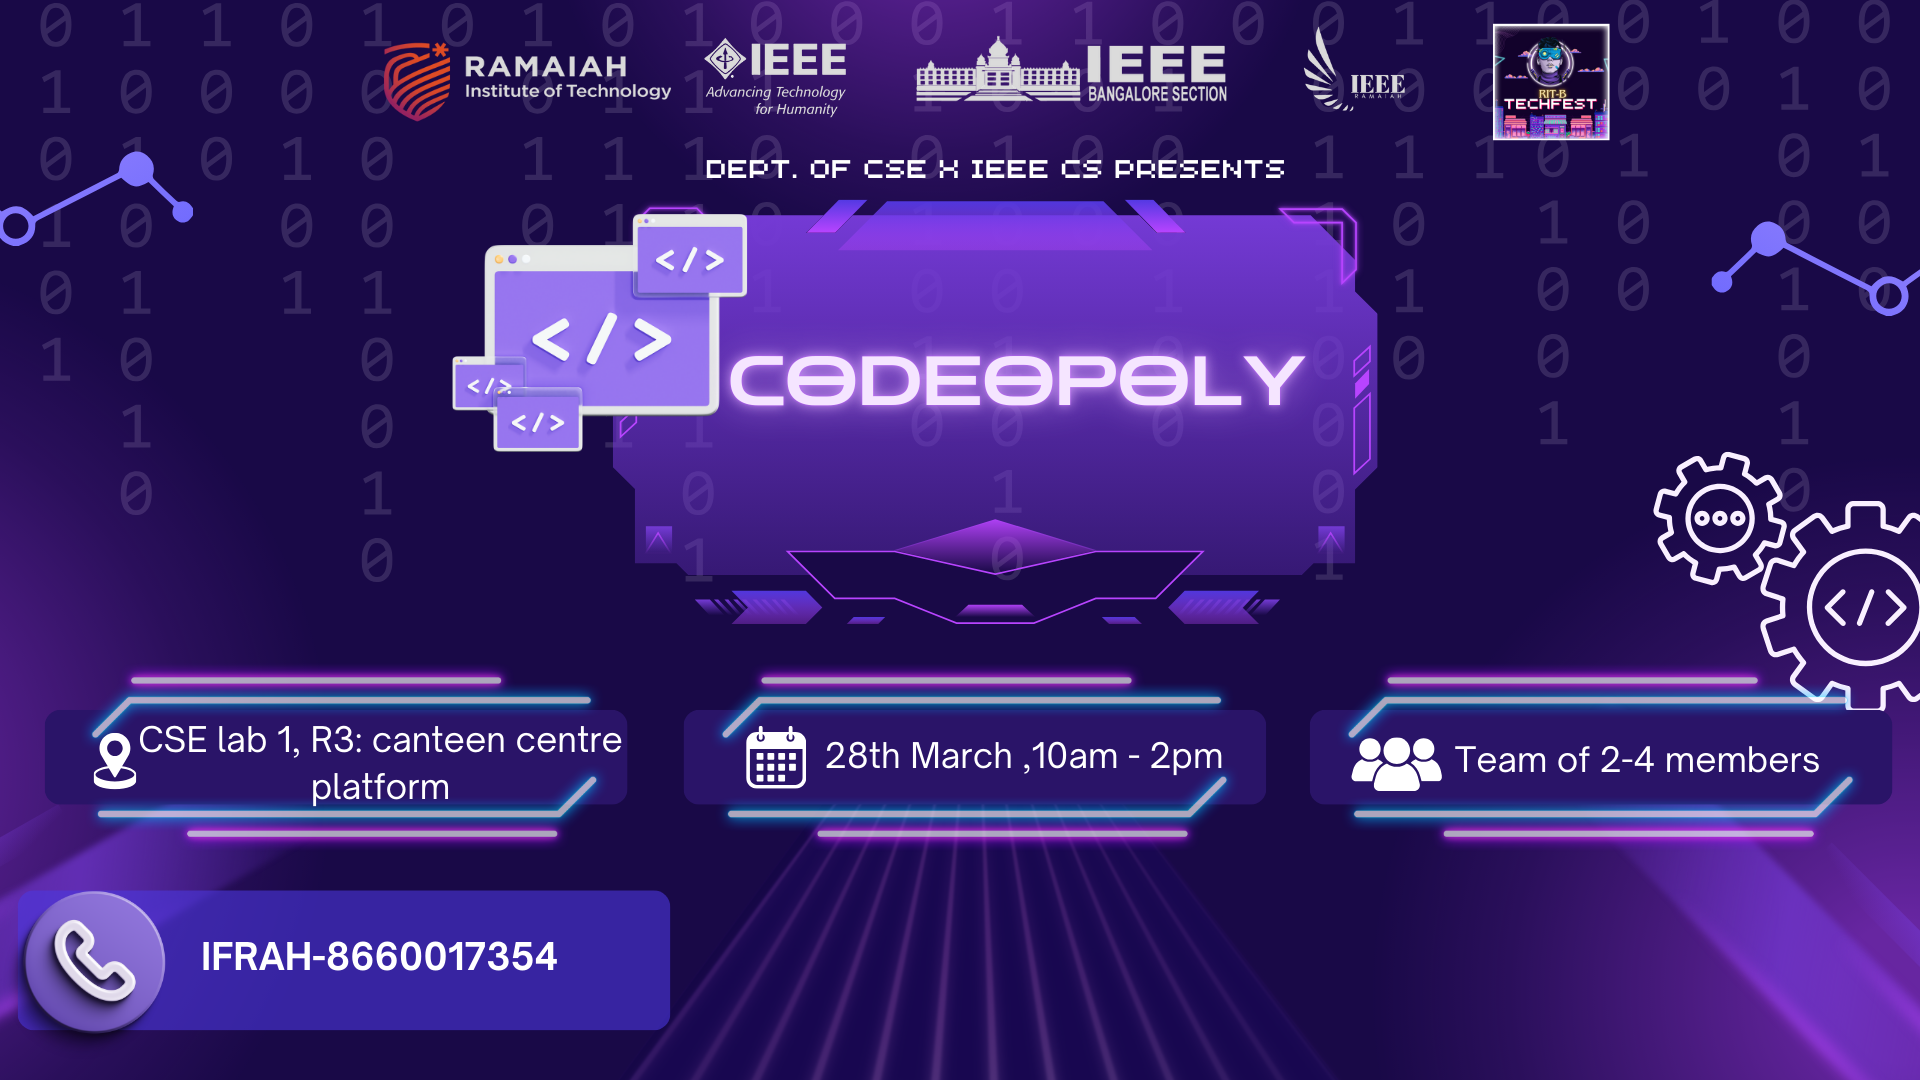 RAMAIAH
Institute of Technology
IEEE
Advancing Technology
for Humanity
IEEE
BANGALORE SECTION
IEEE
RAMAIAH
RIT-B
TECHFEST
DEPT. OF CSE X IEEE CS PRESENTS
</>
</>
</>
</>
CODEOPOLY
</>
CSE lab 1, R3: canteen centre
platform
28th March ,10am - 2pm
Team of 2-4 members
IFRAH-8660017354